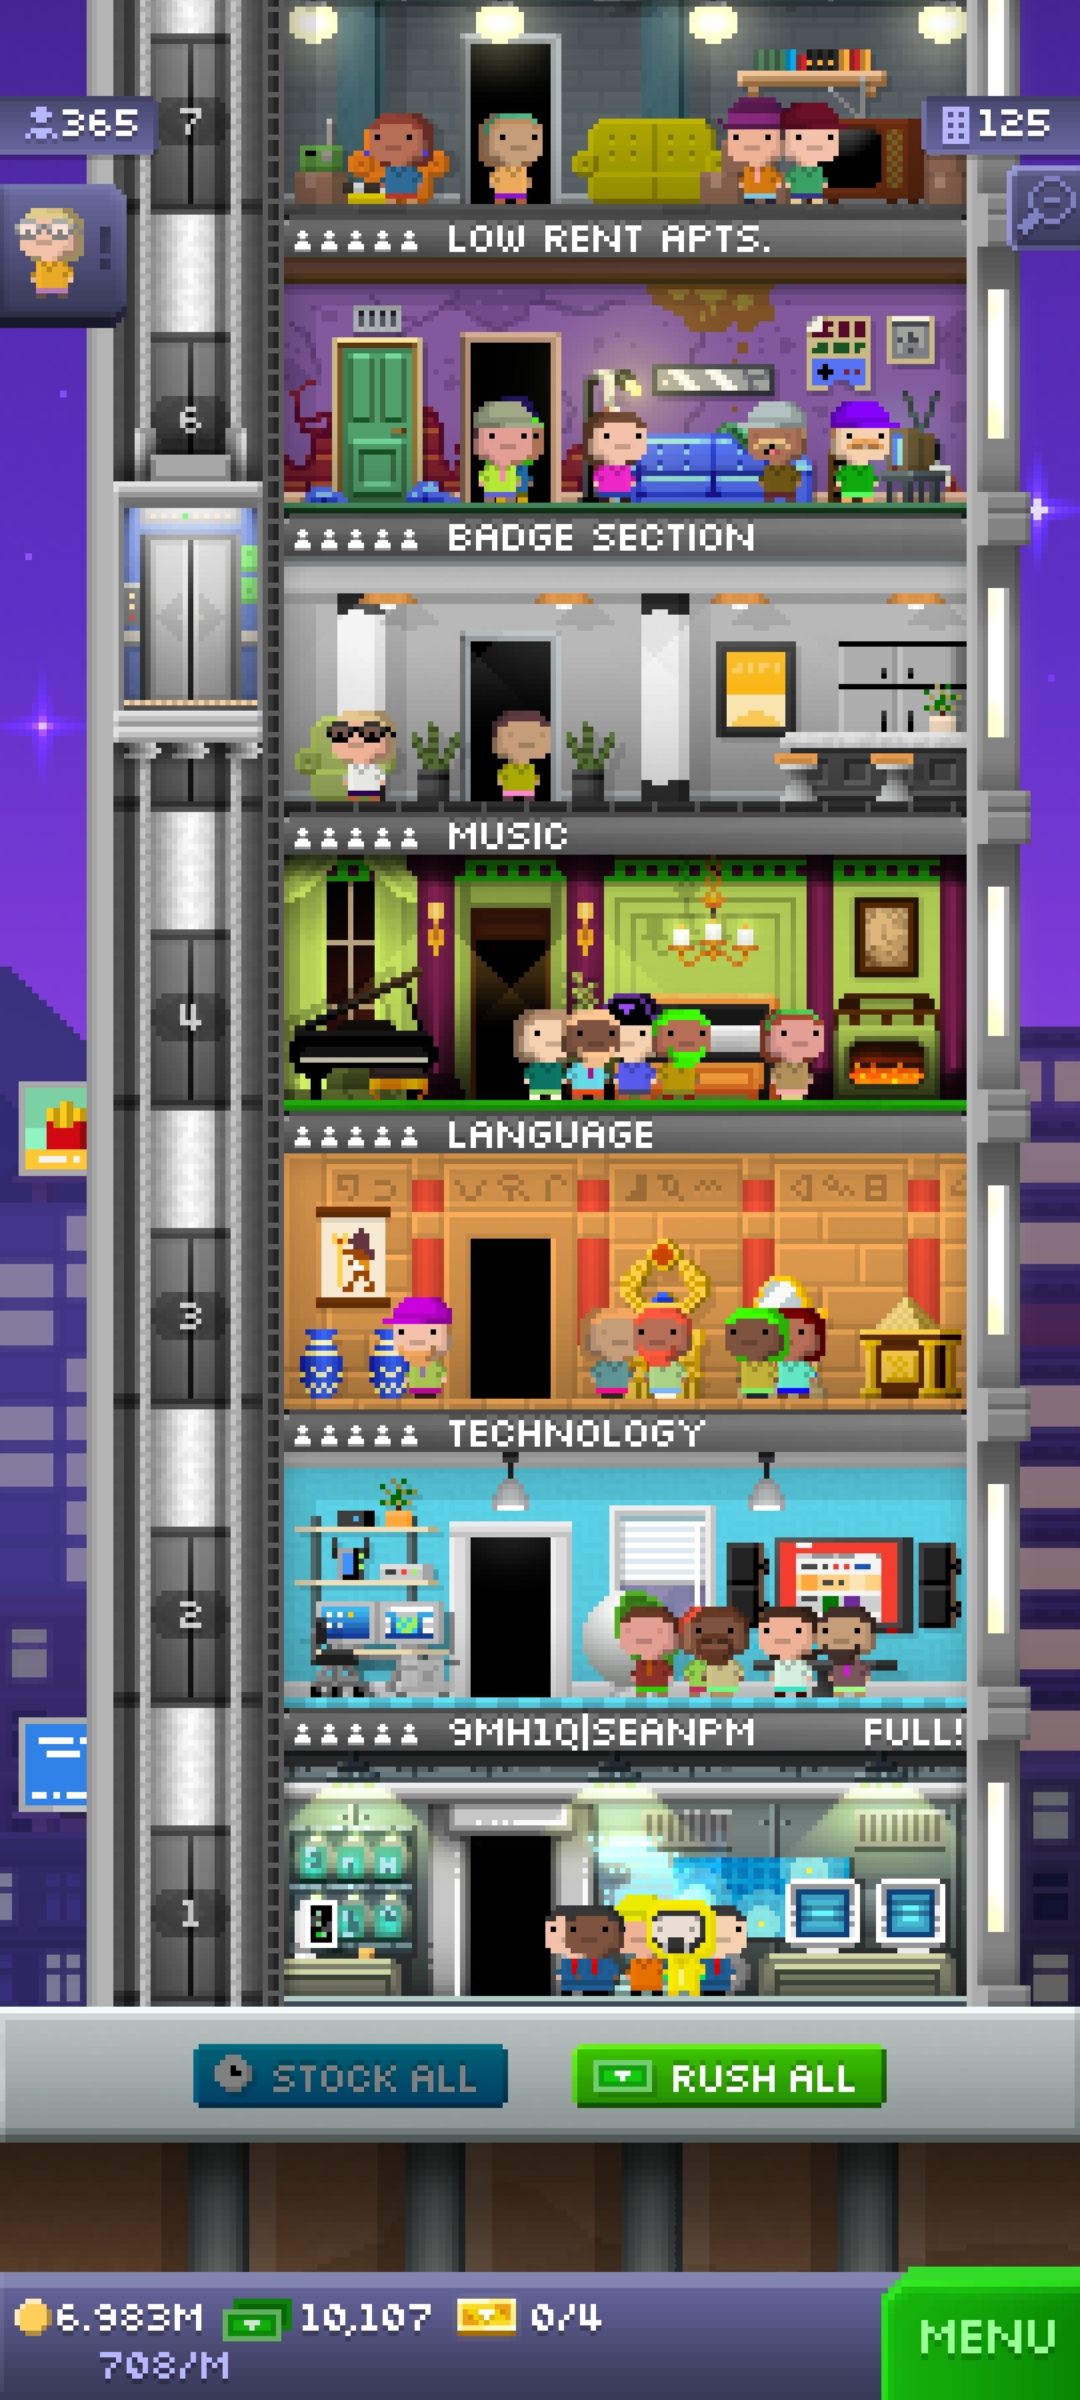 7
365
125
LOW RENT APTS.
6
BADGE SECTION
MUSIC
4
LANGUAGE
3
TECHNOLOGY
2
9MH1Q|SEANPM FULL!
1
STOCK ALL
RUSH ALL
6.983M 10,107 0/4
708/M
MENU